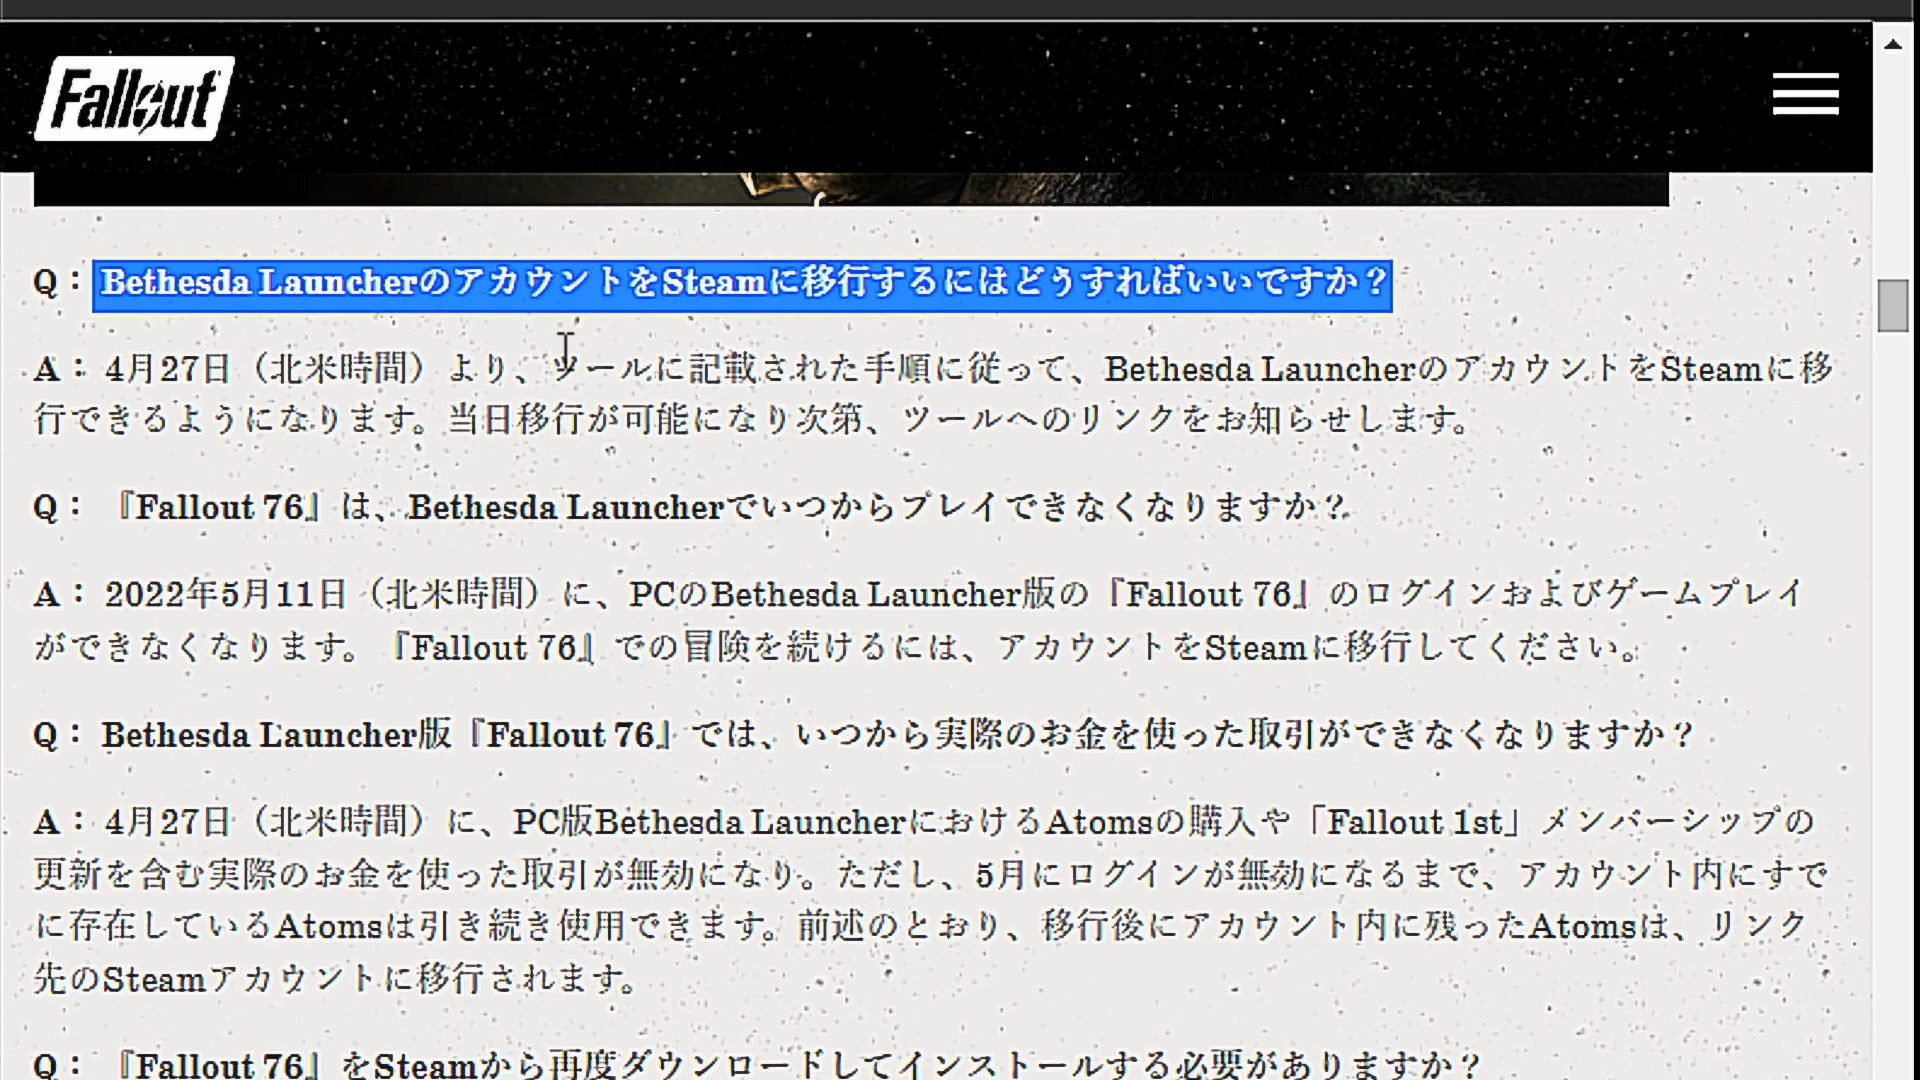 Fallout
Q：Bethesda LauncherのアカウントをSteamに移行するにはどうすればいいですか？
A：4月27日（北米時間）より、ツールに記載された手順に従って、Bethesda LauncherのアカウントをSteamに移
行できるようになります。当日移行が可能になり次第、ツールへのリンクをお知らせします。
Q：『Fallout 76』は、Bethesda Launcherでいつからプレイできなくなりますか？
A：2022年5月11日（北米時間）に、PCのBethesda Launcher版の『Fallout 76』のログインおよびゲームプレイ
ができなくなります。『Fallout 76』での冒険を続けるには、アカウントをSteamに移行してください。
Q：Bethesda Launcher版『Fallout 76』では、いつから実際のお金を使った取引ができなくなりますか？
A：4月27日（北米時間）に、PC版Bethesda LauncherにおけるAtomsの購入や「Fallout 1st」メンバーシップの
更新を含む実際のお金を使った取引が無効になり。ただし、5月にログインが無効になるまで、アカウント内にすで
に存在しているAtomsは引き続き使用できます。前述のとおり、移行後にアカウント内に残ったAtomsは、リンク
先のSteamアカウントに移行されます。
Q：『Fallout 76』をSteamから再度ダウンロードしてインストールする必要がありますか？